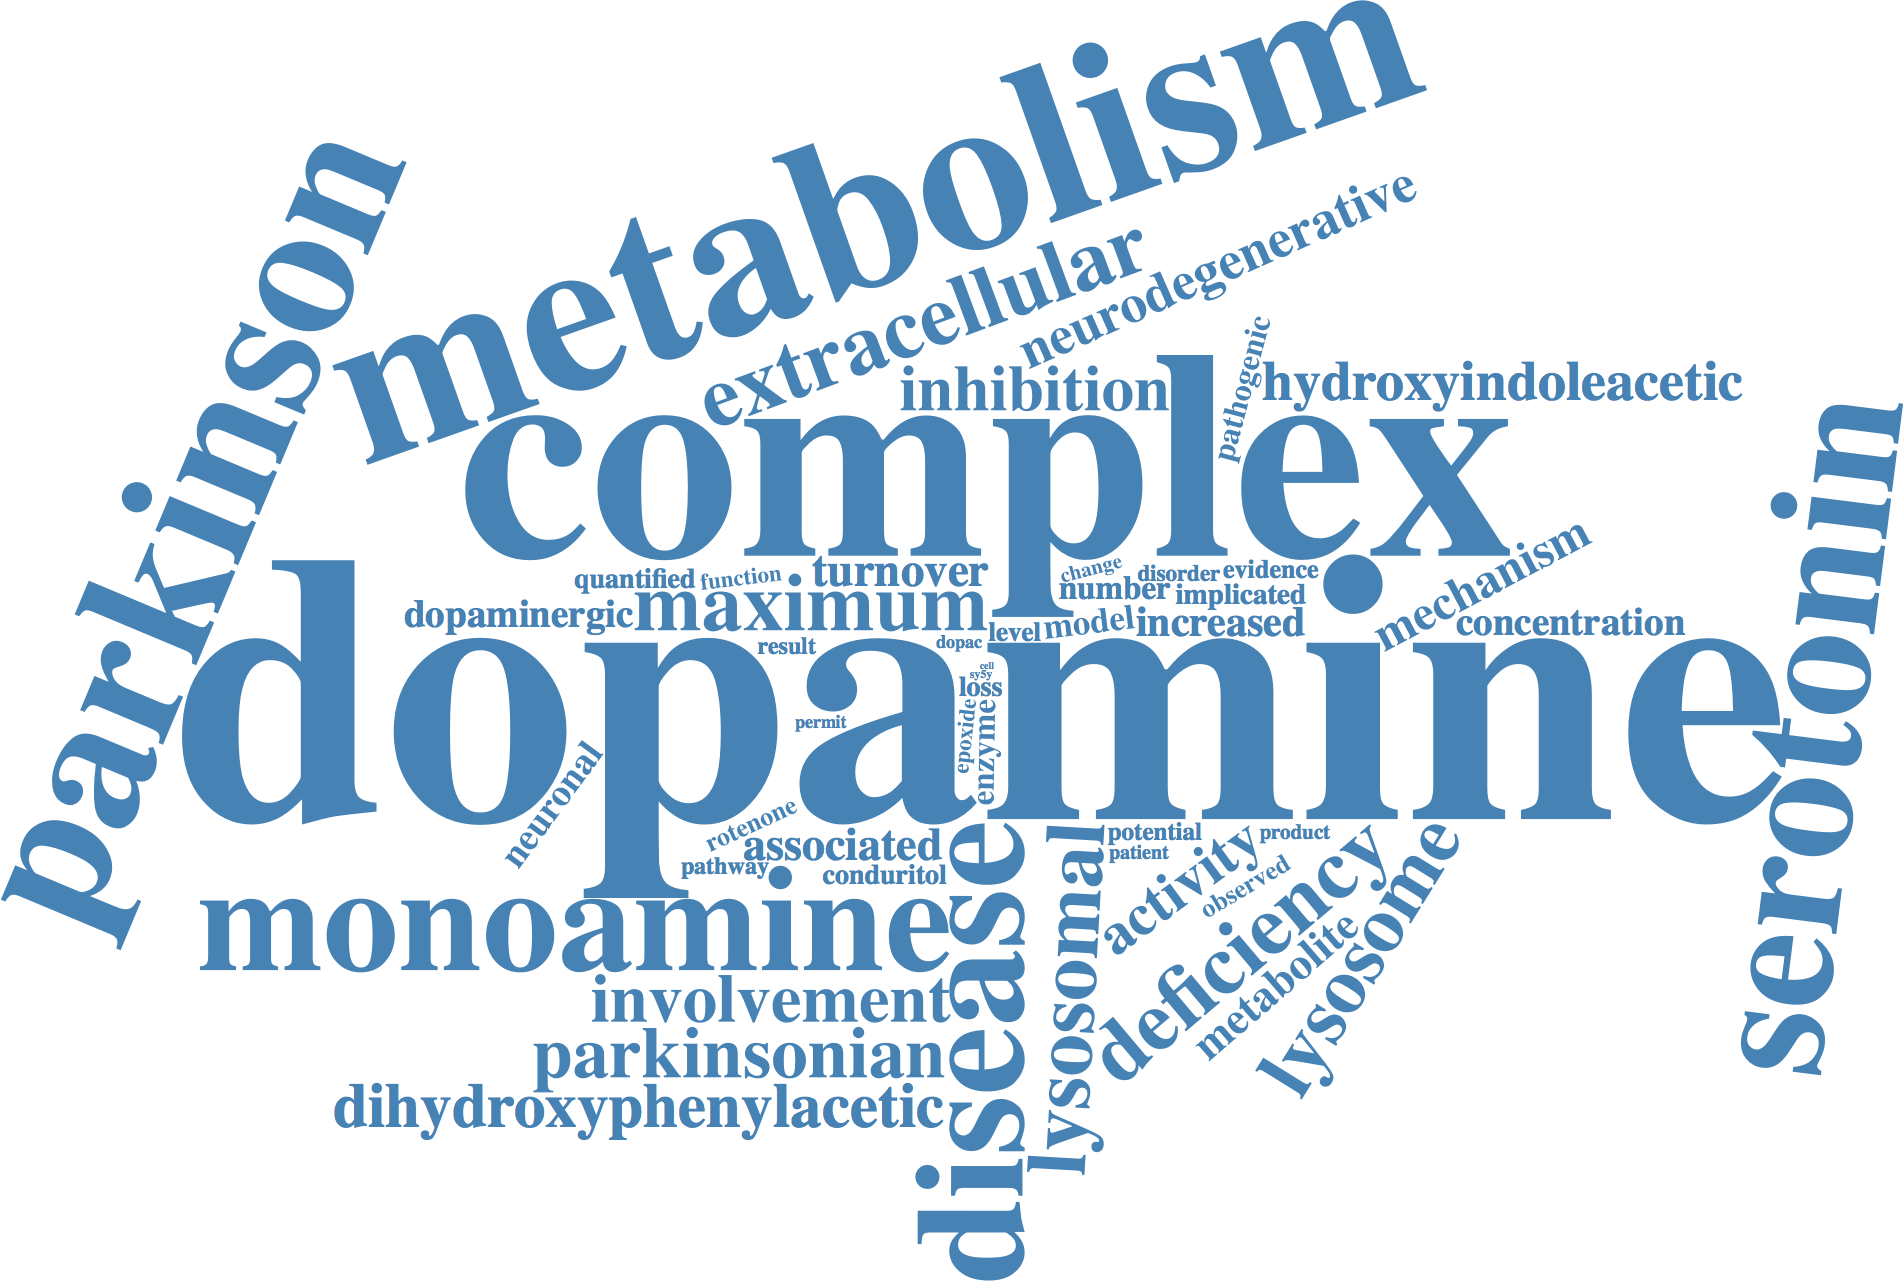 metabolism
parkinson
extracellular
neurodegenerative
pathogenic
inhibition
hydroxyindoleacetic
complex
serotonin
mechanism
quantified
function
turnover
change
disorder
evidence
dopaminergic
maximum
number
implicated
result
dopac
level
model
increased
concentration
dopamine
cell
sy5y
loss
permit
epoxide
enzyme
neuronal
rotenone
associated
pathway
conduritol
potential
product
patient
activity
observed
monoamine
disease
lysosomal
deficiency
metabolite
lysosome
involvement
parkinsonian
dihydroxyphenylacetic